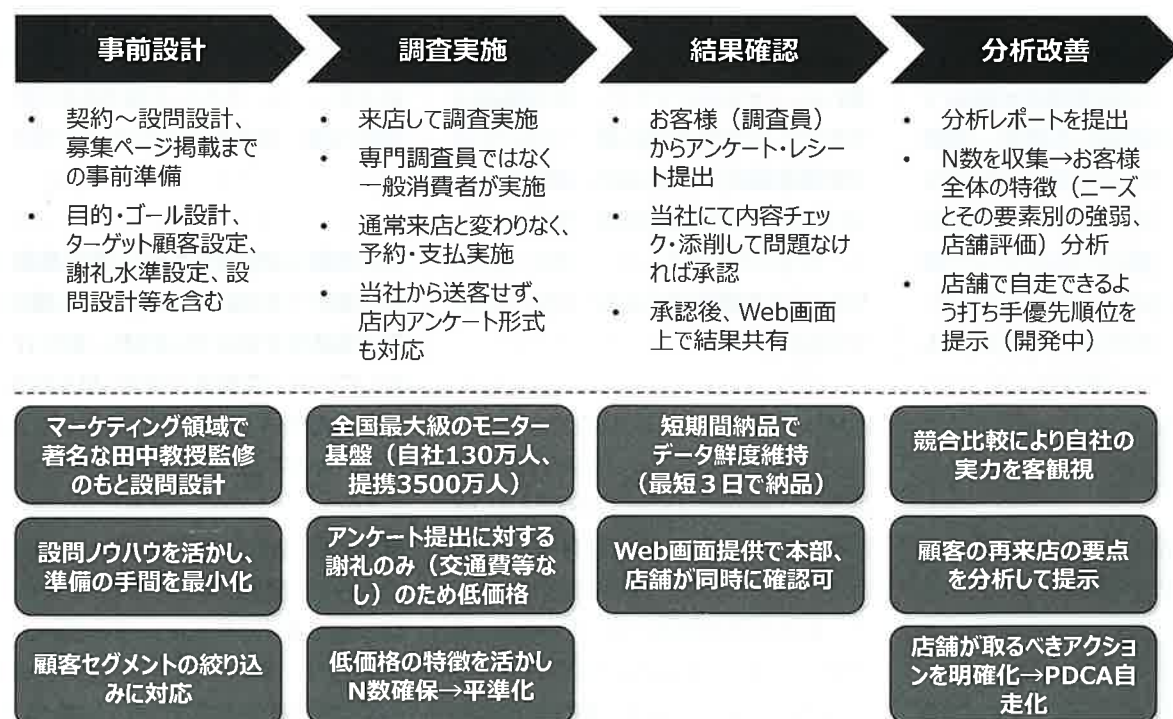 事前設計
調査実施
結果確認
分析改善
・ 契約～設問設計、
募集ページ掲載まで
の事前準備
・ 目的・ゴール設計、
ターゲット顧客設定、
謝礼水準設定、設
問設計等を含む
・ 来店して調査実施
・ 専門調査員ではなく
一般消費者が実施
・ 通常来店と変わりなく、
予約・支払実施
・ 当社から送客せず、
店内アンケート形式
も対応
・ お客様（調査員）
からアンケート・レシー
ト提出
・ 当社にて内容チェッ
ク・添削して問題なけ
れば承認
・ 承認後、Web画面
上で結果共有
・ 分析レポートを提出
・ N数を収集→お客様
全体の特徴（ニーズ
とその要素別の強弱、
店舗評価）分析
・ 店舗で自走できるよ
う打ち手優先順位を
提示（開発中）
マーケティング領域で
著名な田中教授監修
のもと設問設計
設問ノウハウを活かし、
準備の手間を最小化
顧客セグメントの絞り込
みに対応
全国最大級のモニター
基盤（自社130万人、
提携3500万人）
アンケート提出に対する
謝礼のみ（交通費等な
し）のため低価格
低価格の特徴を活かし
N数確保→平準化
短期間納品で
データ鮮度維持
（最短３日で納品）
Web画面提供で本部、
店舗が同時に確認可
競合比較により自社の
実力を客観視
顧客の再来店の要点
を分析して提示
店舗が取るべきアクショ
ンを明確化→PDCA自
走化